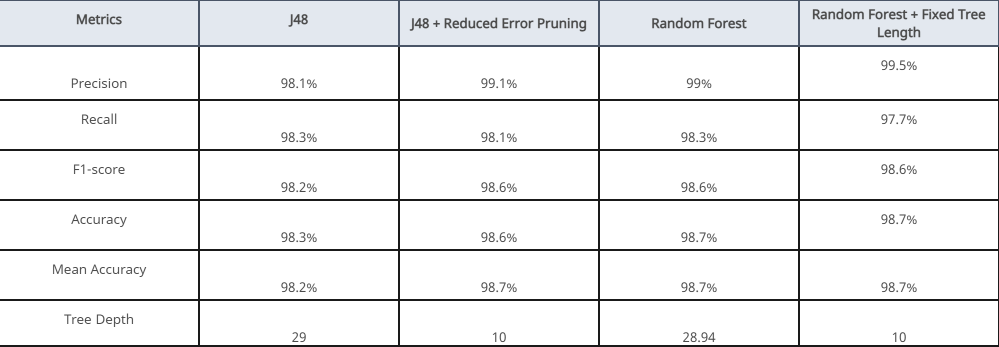 Metrics J48 J48 + Reduced Error Pruning Random Forest Random Forest + Fixed Tree
Length
Precision 98.1% 99.1% 99% 99.5%
Recall 98.3% 98.1% 98.3% 97.7%
F1-score 98.2% 98.6% 98.6% 98.6%
Accuracy 98.3% 98.6% 98.7% 98.7%
Mean Accuracy 98.2% 98.7% 98.7% 98.7%
Tree Depth 29 10 28.94 10